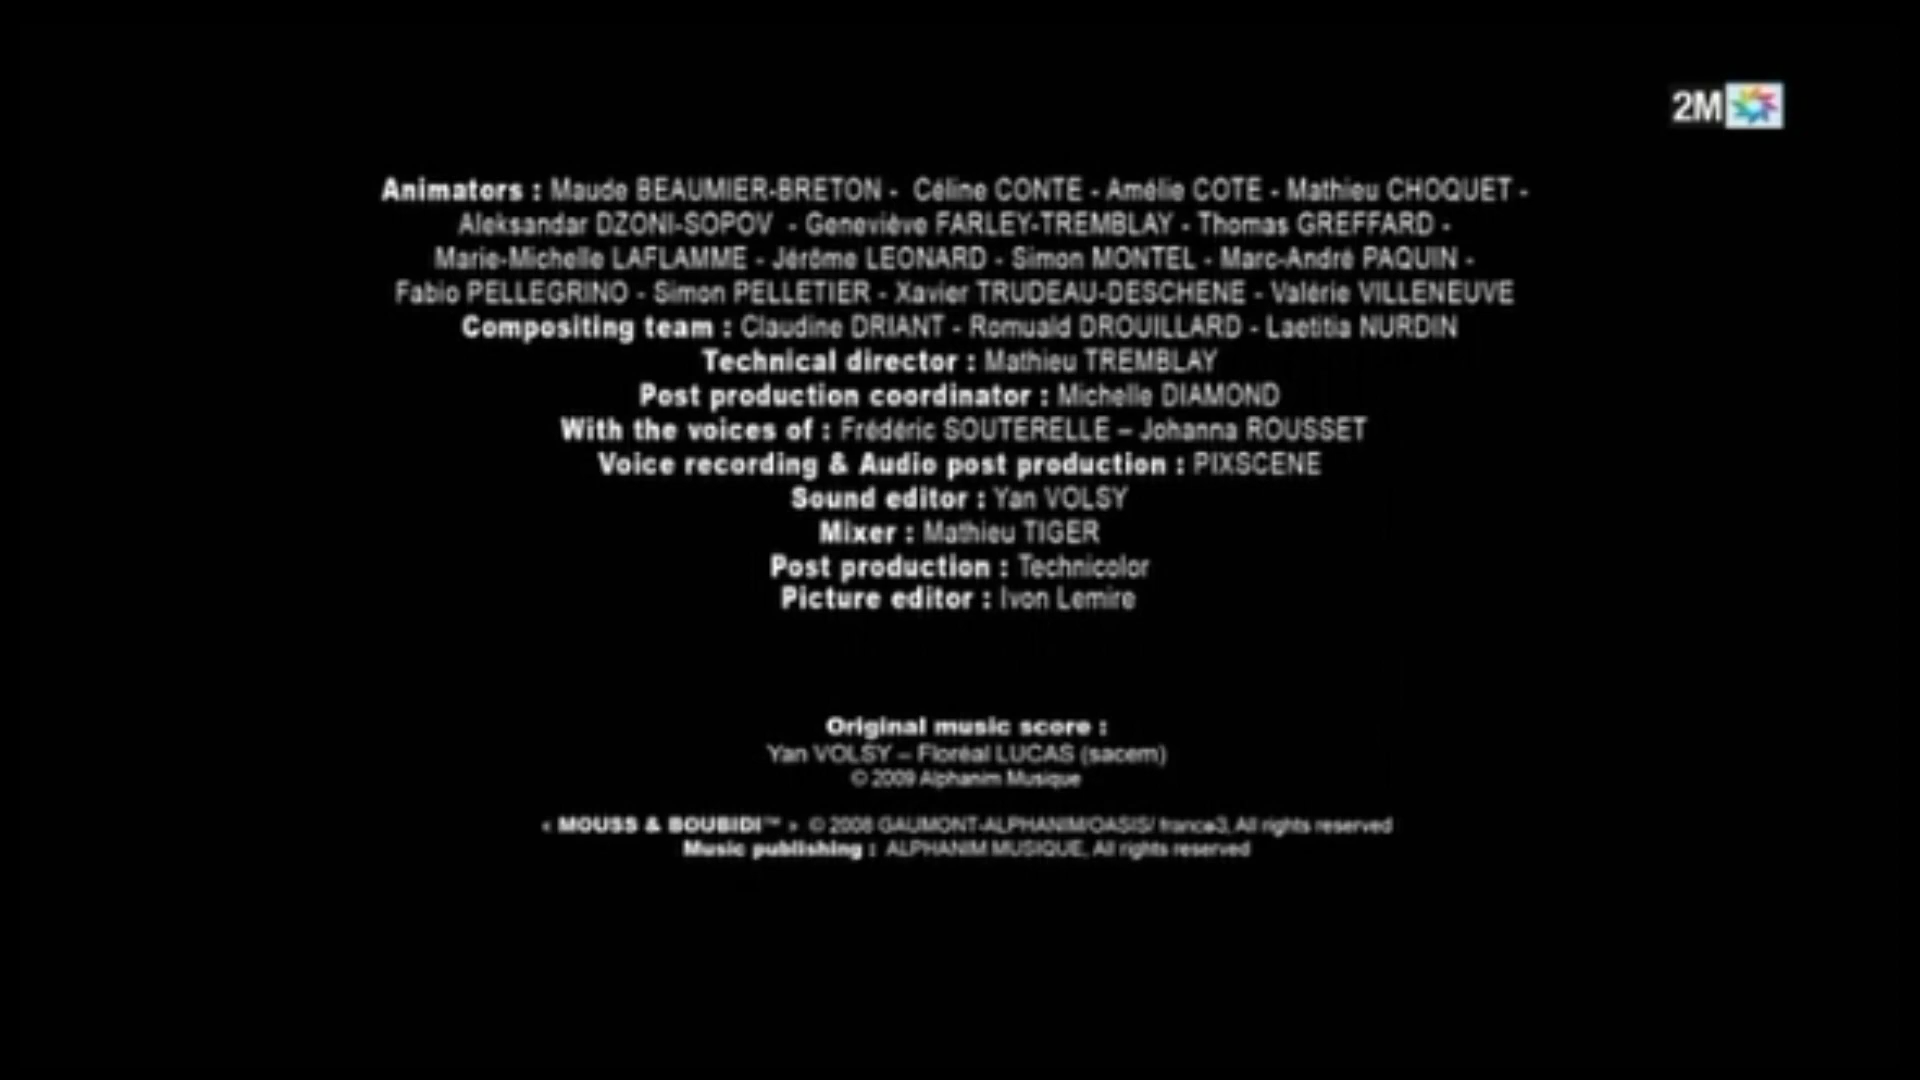 2M
Animators : Maude BEAUMIER-BRETON - Céline CONTE - Amélie COTE - Mathieu CHOQUET -
Aleksandar DZONI-SOPOV - Geneviève FARLEY-TREMBLAY - Thomas GREFFARD -
Marie-Michelle LAFLAMME - Jérôme LEONARD - Simon MONTEL - Marc-André PAQUIN -
Fabio PELLEGRINO - Simon PELLETIER - Xavier TRUDEAU-DESCHENE - Valérie VILLENEUVE
Compositing team : Claudine DRIANT - Romuald DROUILLARD - Laetitia NURDIN
Technical director : Mathieu TREMBLAY
Post production coordinator : Michelle DIAMOND
With the voices of : Frédéric SOUTERELLE – Johanna ROUSSET
Voice recording & Audio post production : PIXSCENE
Sound editor : Yan VOLSY
Mixer : Mathieu TIGER
Post production : Technicolor
Picture editor : Ivon Lemire
Original music score :
Yan VOLSY – Floréal LUCAS (sacem)
© 2009 Alphanim Musique
« MOUSS & BOUBIDI™ » © 2008 GAUMONT-ALPHANIM/OASIS/ france3, All rights reserved
Music publishing : ALPHANIM MUSIQUE, All rights reserved